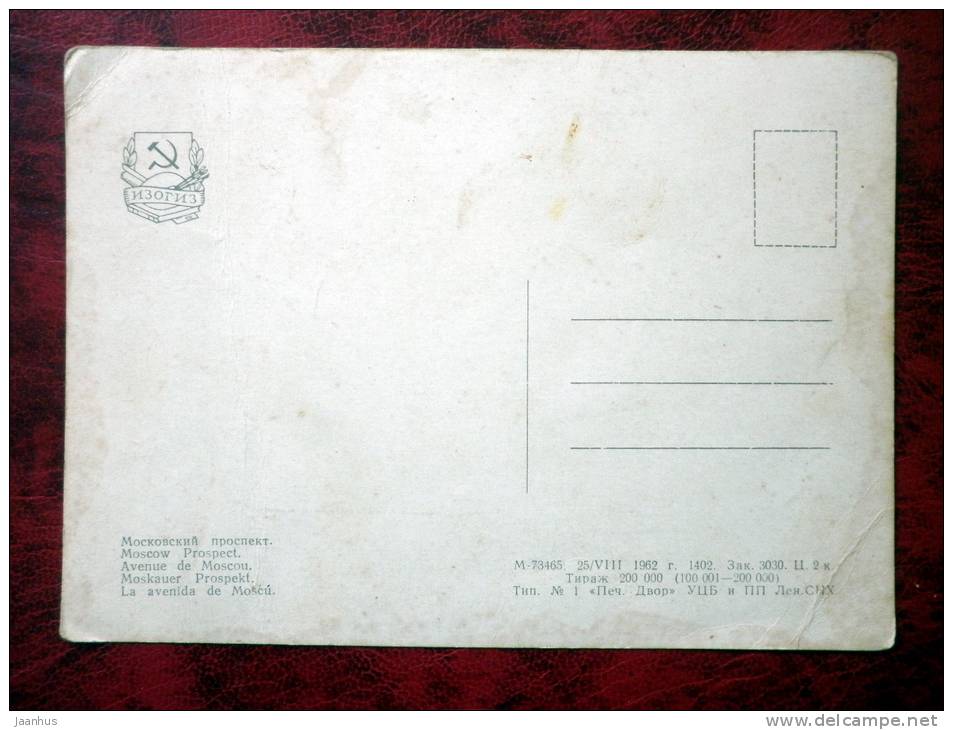 ИЗОГИЗ
Московский проспект.
Moscow Prospect.
Avenue de Moscou.
Moskauer Prospekt.
La avenida de Moscú.
М-73465. 25/VIII 1962 г. 1402. Зак. 3030. Ц. 2 к.
Тираж 200 000 (100 001—200 000)
Тип. № 1 «Печ. Двор» УЦБ и ПП Лен.СНХ
jaanhus
www.delcampe.net